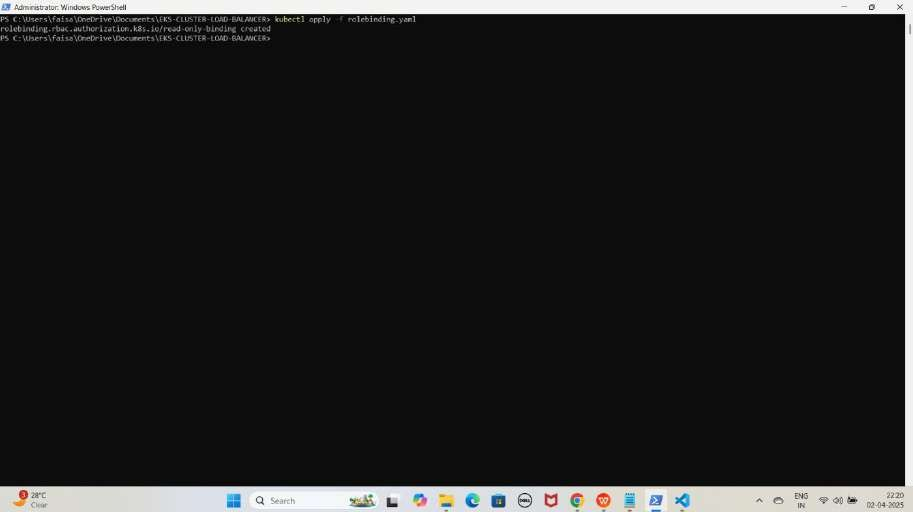 Administrator: Windows PowerShell
PS C:\Users\faisa\OneDrive\Documents\EKS-CLUSTER-LOAD-BALANCER> kubectl apply -f rolebinding.yaml
rolebinding.rbac.authorization.k8s.io/read-only-binding created
PS C:\Users\faisa\OneDrive\Documents\EKS-CLUSTER-LOAD-BALANCER>
3
28°C
Clear
Search
DELL
W
ENG
IN
22:20
02-04-2025